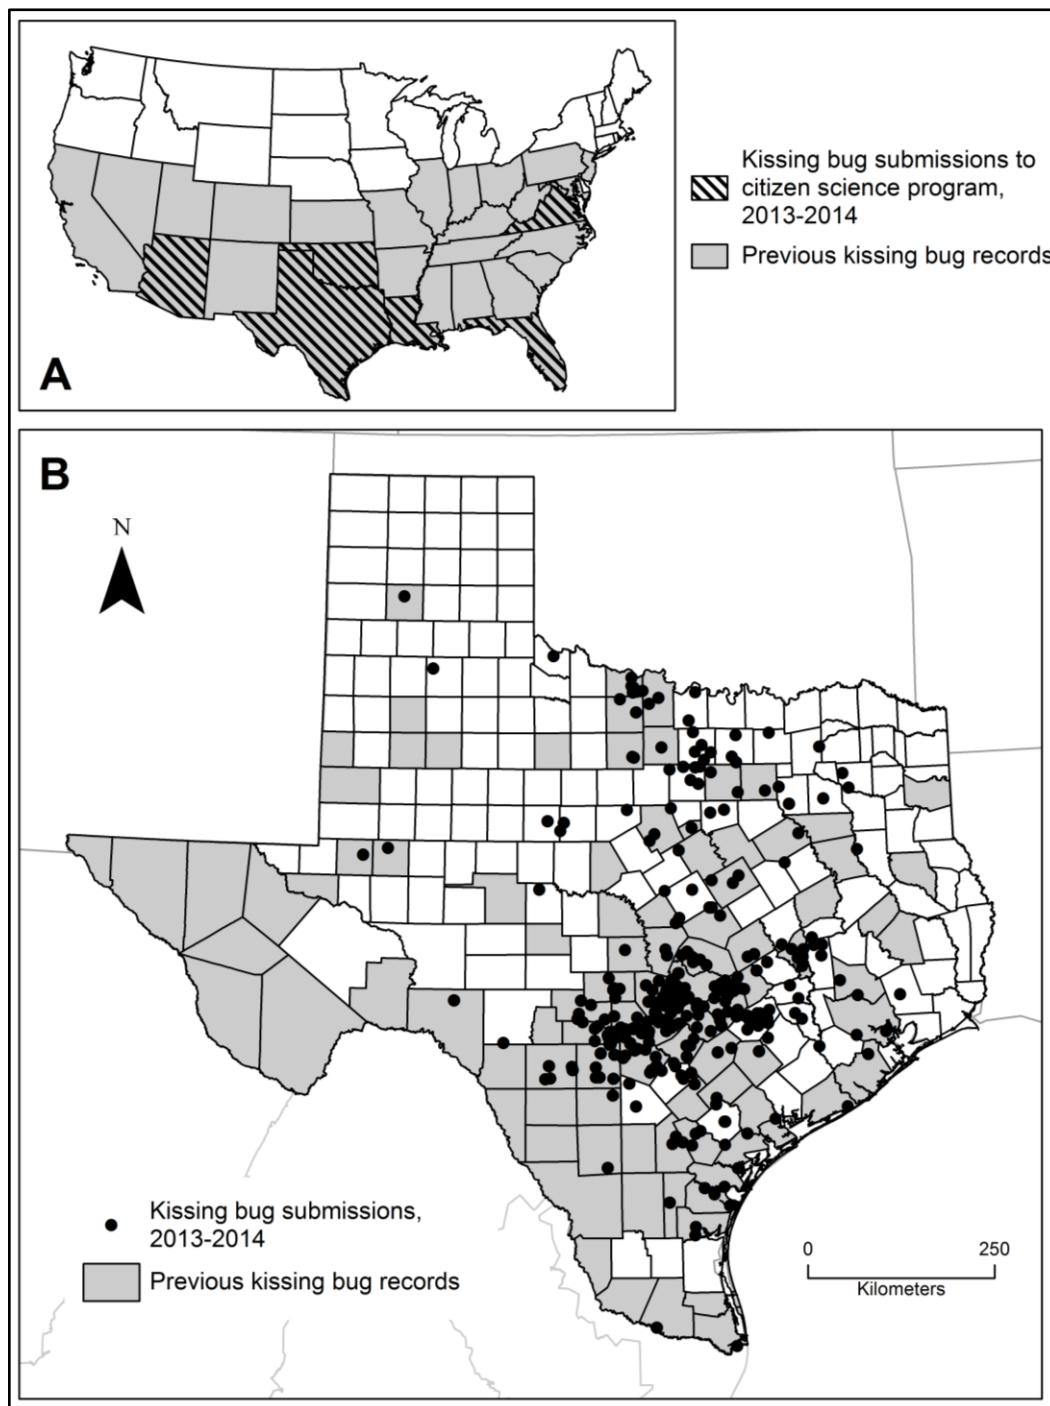 Kissing bug submissions to
citizen science program,
2013-2014
Previous kissing bug records
A
B
N
Kissing bug submissions,
2013-2014
Previous kissing bug records
0 250
Kilometers